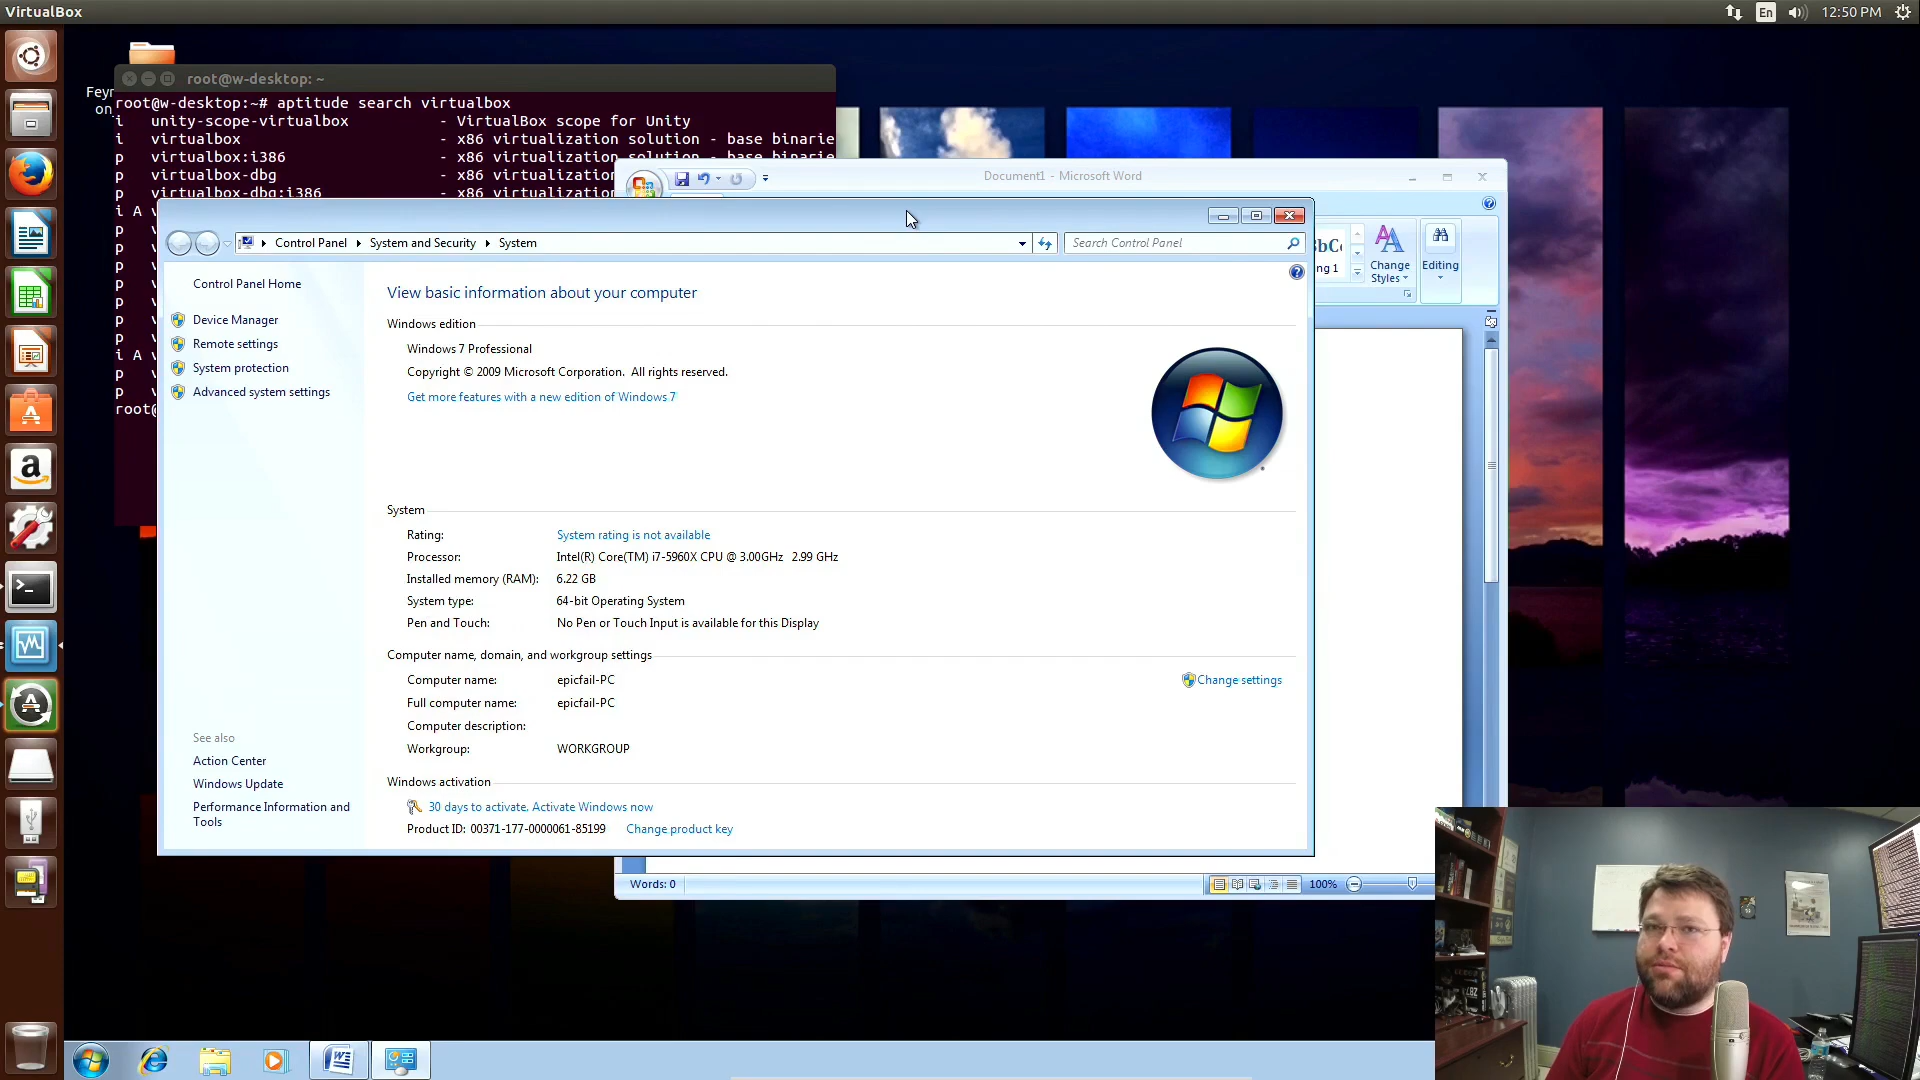 VirtualBox
En
12:50 PM
Feyn
on
root@w-desktop: ~
root@w-desktop:~# aptitude search virtualbox
i unity-scope-virtualbox - VirtualBox scope for Unity
i virtualbox - x86 virtualization solution - base binarie
p virtualbox:i386 - x86 virtualization solution - base binarie
p virtualbox-dbg - x86 virtualization
p virtualbox-dbg:i386 - x86 virtualization
i A v
p v
p
p
p
p
p
p
i A v
p v
p v
root@
Document1 - Microsoft Word
Change
Styles
Editing
Control Panel
System and Security
System
Search Control Panel
Control Panel Home
Device Manager
Remote settings
System protection
Advanced system settings
View basic information about your computer
Windows edition
Windows 7 Professional
Copyright © 2009 Microsoft Corporation. All rights reserved.
Get more features with a new edition of Windows 7
System
Rating: System rating is not available
Processor: Intel(R) Core(TM) i7-5960X CPU @ 3.00GHz 2.99 GHz
Installed memory (RAM): 6.22 GB
System type: 64-bit Operating System
Pen and Touch: No Pen or Touch Input is available for this Display
Computer name, domain, and workgroup settings
Computer name: epicfail-PC
Change settings
Full computer name: epicfail-PC
Computer description:
Workgroup: WORKGROUP
Windows activation
30 days to activate. Activate Windows now
Product ID: 00371-177-0000061-85199 Change product key
See also
Action Center
Windows Update
Performance Information and
Tools
Words: 0
100%